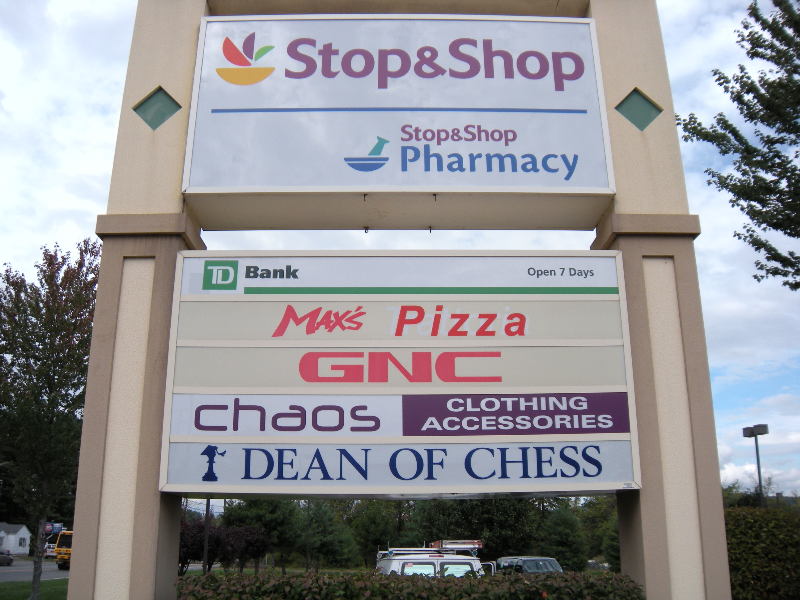 Stop&Shop
Stop&Shop
Pharmacy
TD Bank Open 7 Days
MAX'S Pizza
GNC
chaos CLOTHING
ACCESSORIES
DEAN OF CHESS